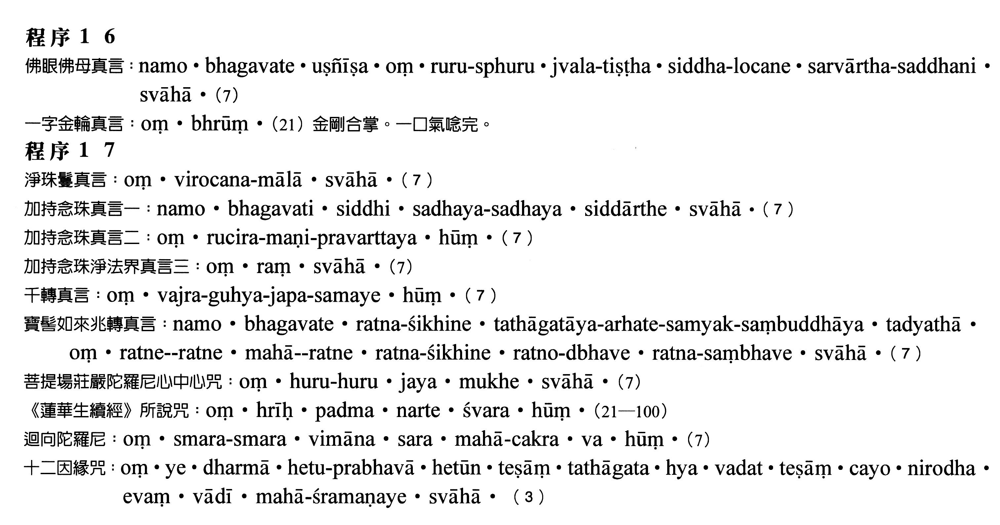 程序１６
佛眼佛母真言：namo・bhagavate・uṣñīṣa・oṃ・ruru-sphuru・jvala-tiṣṭha・siddha-locane・sarvārtha-saddhani・
svāhā・（7）
一字金輪真言：oṃ・bhrūṃ・（21）金剛合掌。一口氣唸完。
程序１７
淨珠鬘真言：oṃ・virocana-mālā・svāhā・（7）
加持念珠真言一：namo・bhagavati・siddhi・sadhaya-sadhaya・siddārthe・svāhā・（7）
加持念珠真言二：oṃ・rucira-maṇi-pravarttaya・hūṃ・（7）
加持念珠淨法界真言三：oṃ・raṃ・svāhā・（7）
千轉真言：oṃ・vajra-guhya-japa-samaye・hūṃ・（7）
寶髻如來兆轉真言：namo・bhagavate・ratna-śikhine・tathāgatāya-arhate-samyak-saṃbuddhāya・tadyathā・
oṃ・ratne--ratne・mahā--ratne・ratna-śikhine・ratno-dbhave・ratna-saṃbhave・svāhā・（7）
菩提場莊嚴陀羅尼心中心咒：oṃ・huru-huru・jaya・mukhe・svāhā・（7）
《蓮華生續經》所說咒：oṃ・hrīḥ・padma・narte・śvara・hūṃ・（21—100）
迴向陀羅尼：oṃ・smara-smara・vimāna・sara・mahā-cakra・va・hūṃ・（7）
十二因緣咒：oṃ・ye・dharmā・hetu-prabhavā・hetūn・teṣāṃ・tathāgata・hya・vadat・teṣāṃ・cayo・nirodha・
evaṃ・vādī・mahā-śramaṇaye・svāhā・（3）